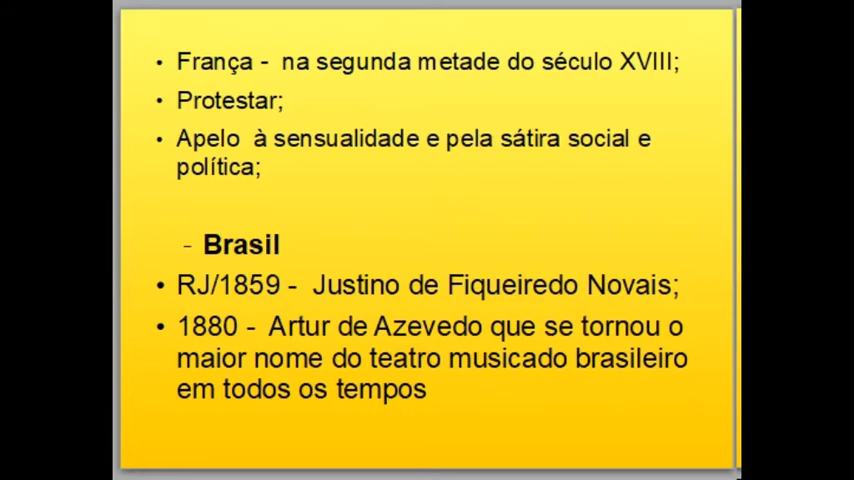 • França - na segunda metade do século XVIII;
• Protestar;
• Apelo à sensualidade e pela sátira social e
política;
- Brasil
• RJ/1859 - Justino de Fiqueiredo Novais;
• 1880 - Artur de Azevedo que se tornou o
maior nome do teatro musicado brasileiro
em todos os tempos